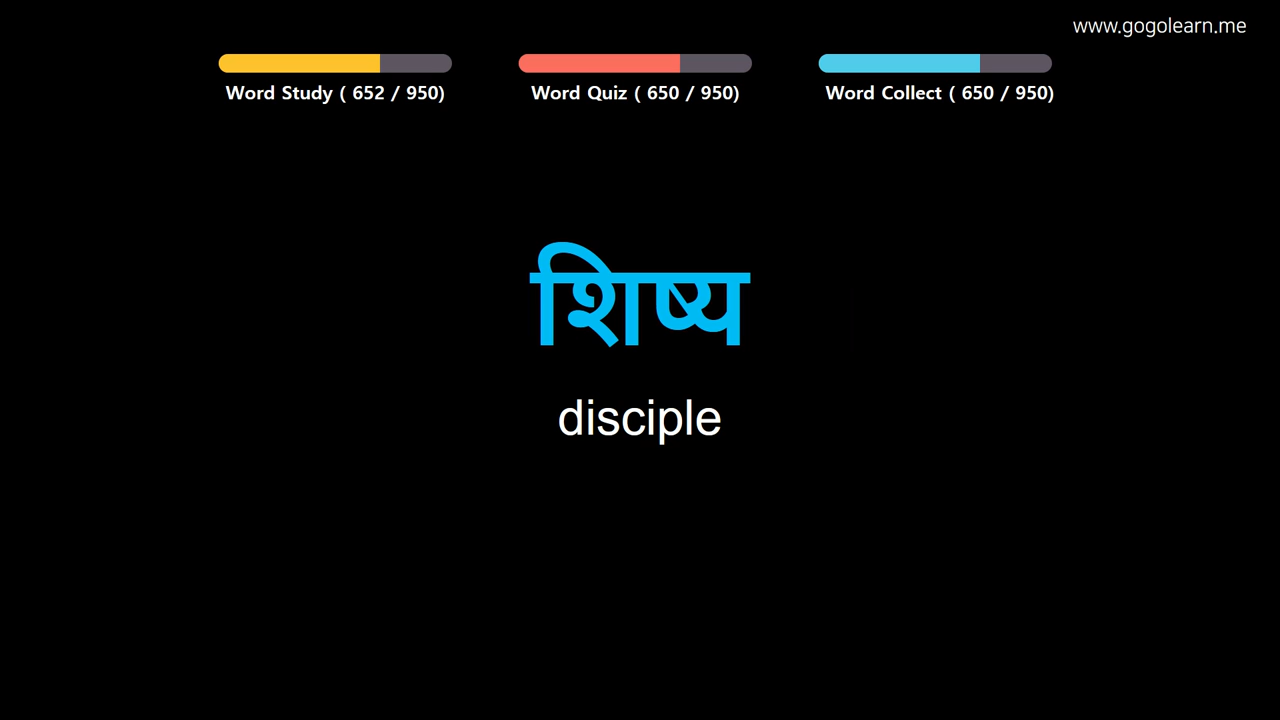 www.gogolearn.me
Word Study ( 652 / 950)
Word Quiz ( 650 / 950)
Word Collect ( 650 / 950)
शिष्य
disciple